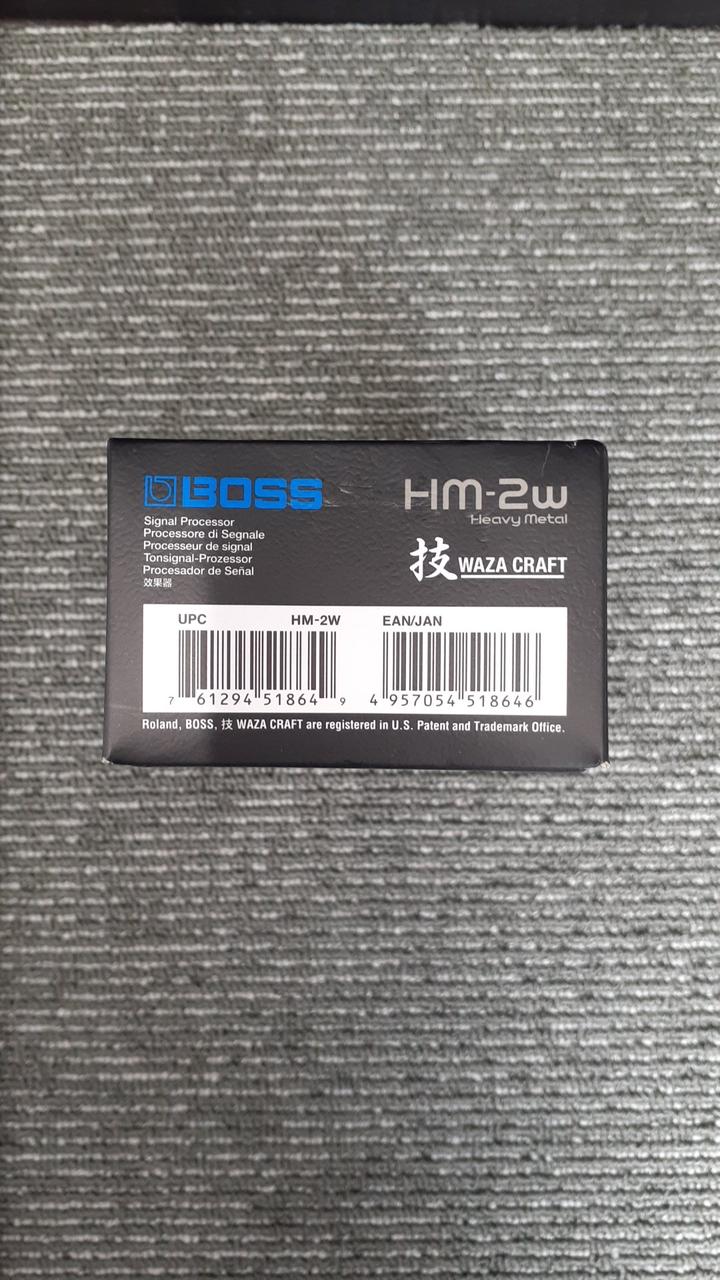 BOSS
Signal Processor
Processore di Segnale
Processeur de signal
Tonsignal-Prozessor
Procesador de Señal
效果器
HM-2w
Heavy Metal
技 WAZA CRAFT
UPC HM-2W EAN/JAN
7 61294 51864 9 4 957054 518646
Roland, BOSS, 技 WAZA CRAFT are registered in U.S. Patent and Trademark Office.